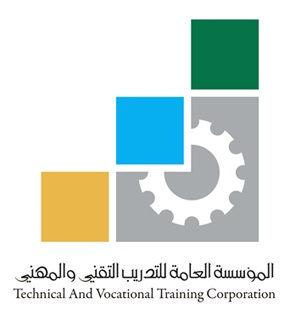 المؤسسة العامة للتدريب التقني والمهني
Technical And Vocational Training Corporation